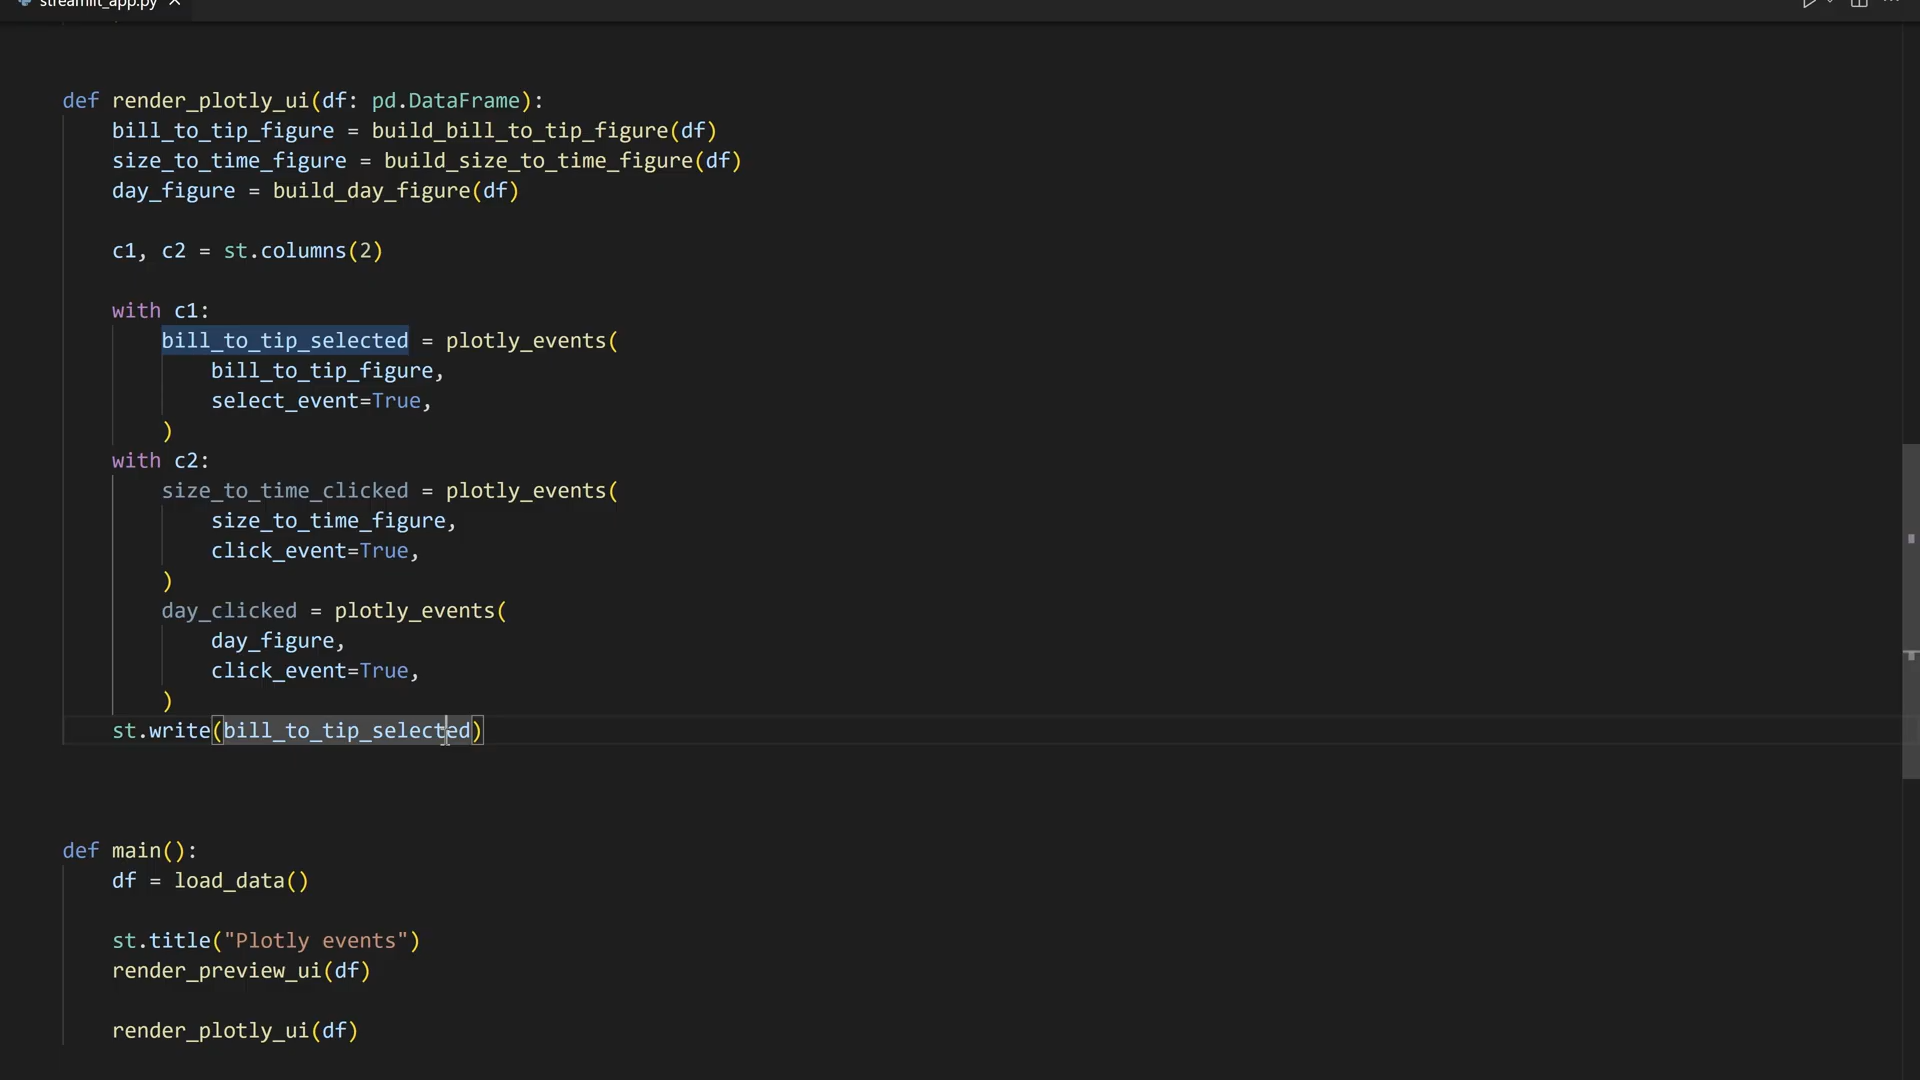 streamlit_app.py
def render_plotly_ui(df: pd.DataFrame):
    bill_to_tip_figure = build_bill_to_tip_figure(df)
    size_to_time_figure = build_size_to_time_figure(df)
    day_figure = build_day_figure(df)
    c1, c2 = st.columns(2)
    with c1:
        bill_to_tip_selected = plotly_events(
            bill_to_tip_figure,
            select_event=True,
        )
    with c2:
        size_to_time_clicked = plotly_events(
            size_to_time_figure,
            click_event=True,
        )
        day_clicked = plotly_events(
            day_figure,
            click_event=True,
        )
    st.write(bill_to_tip_selected)
def main():
    df = load_data()
    st.title("Plotly events")
    render_preview_ui(df)
    render_plotly_ui(df)